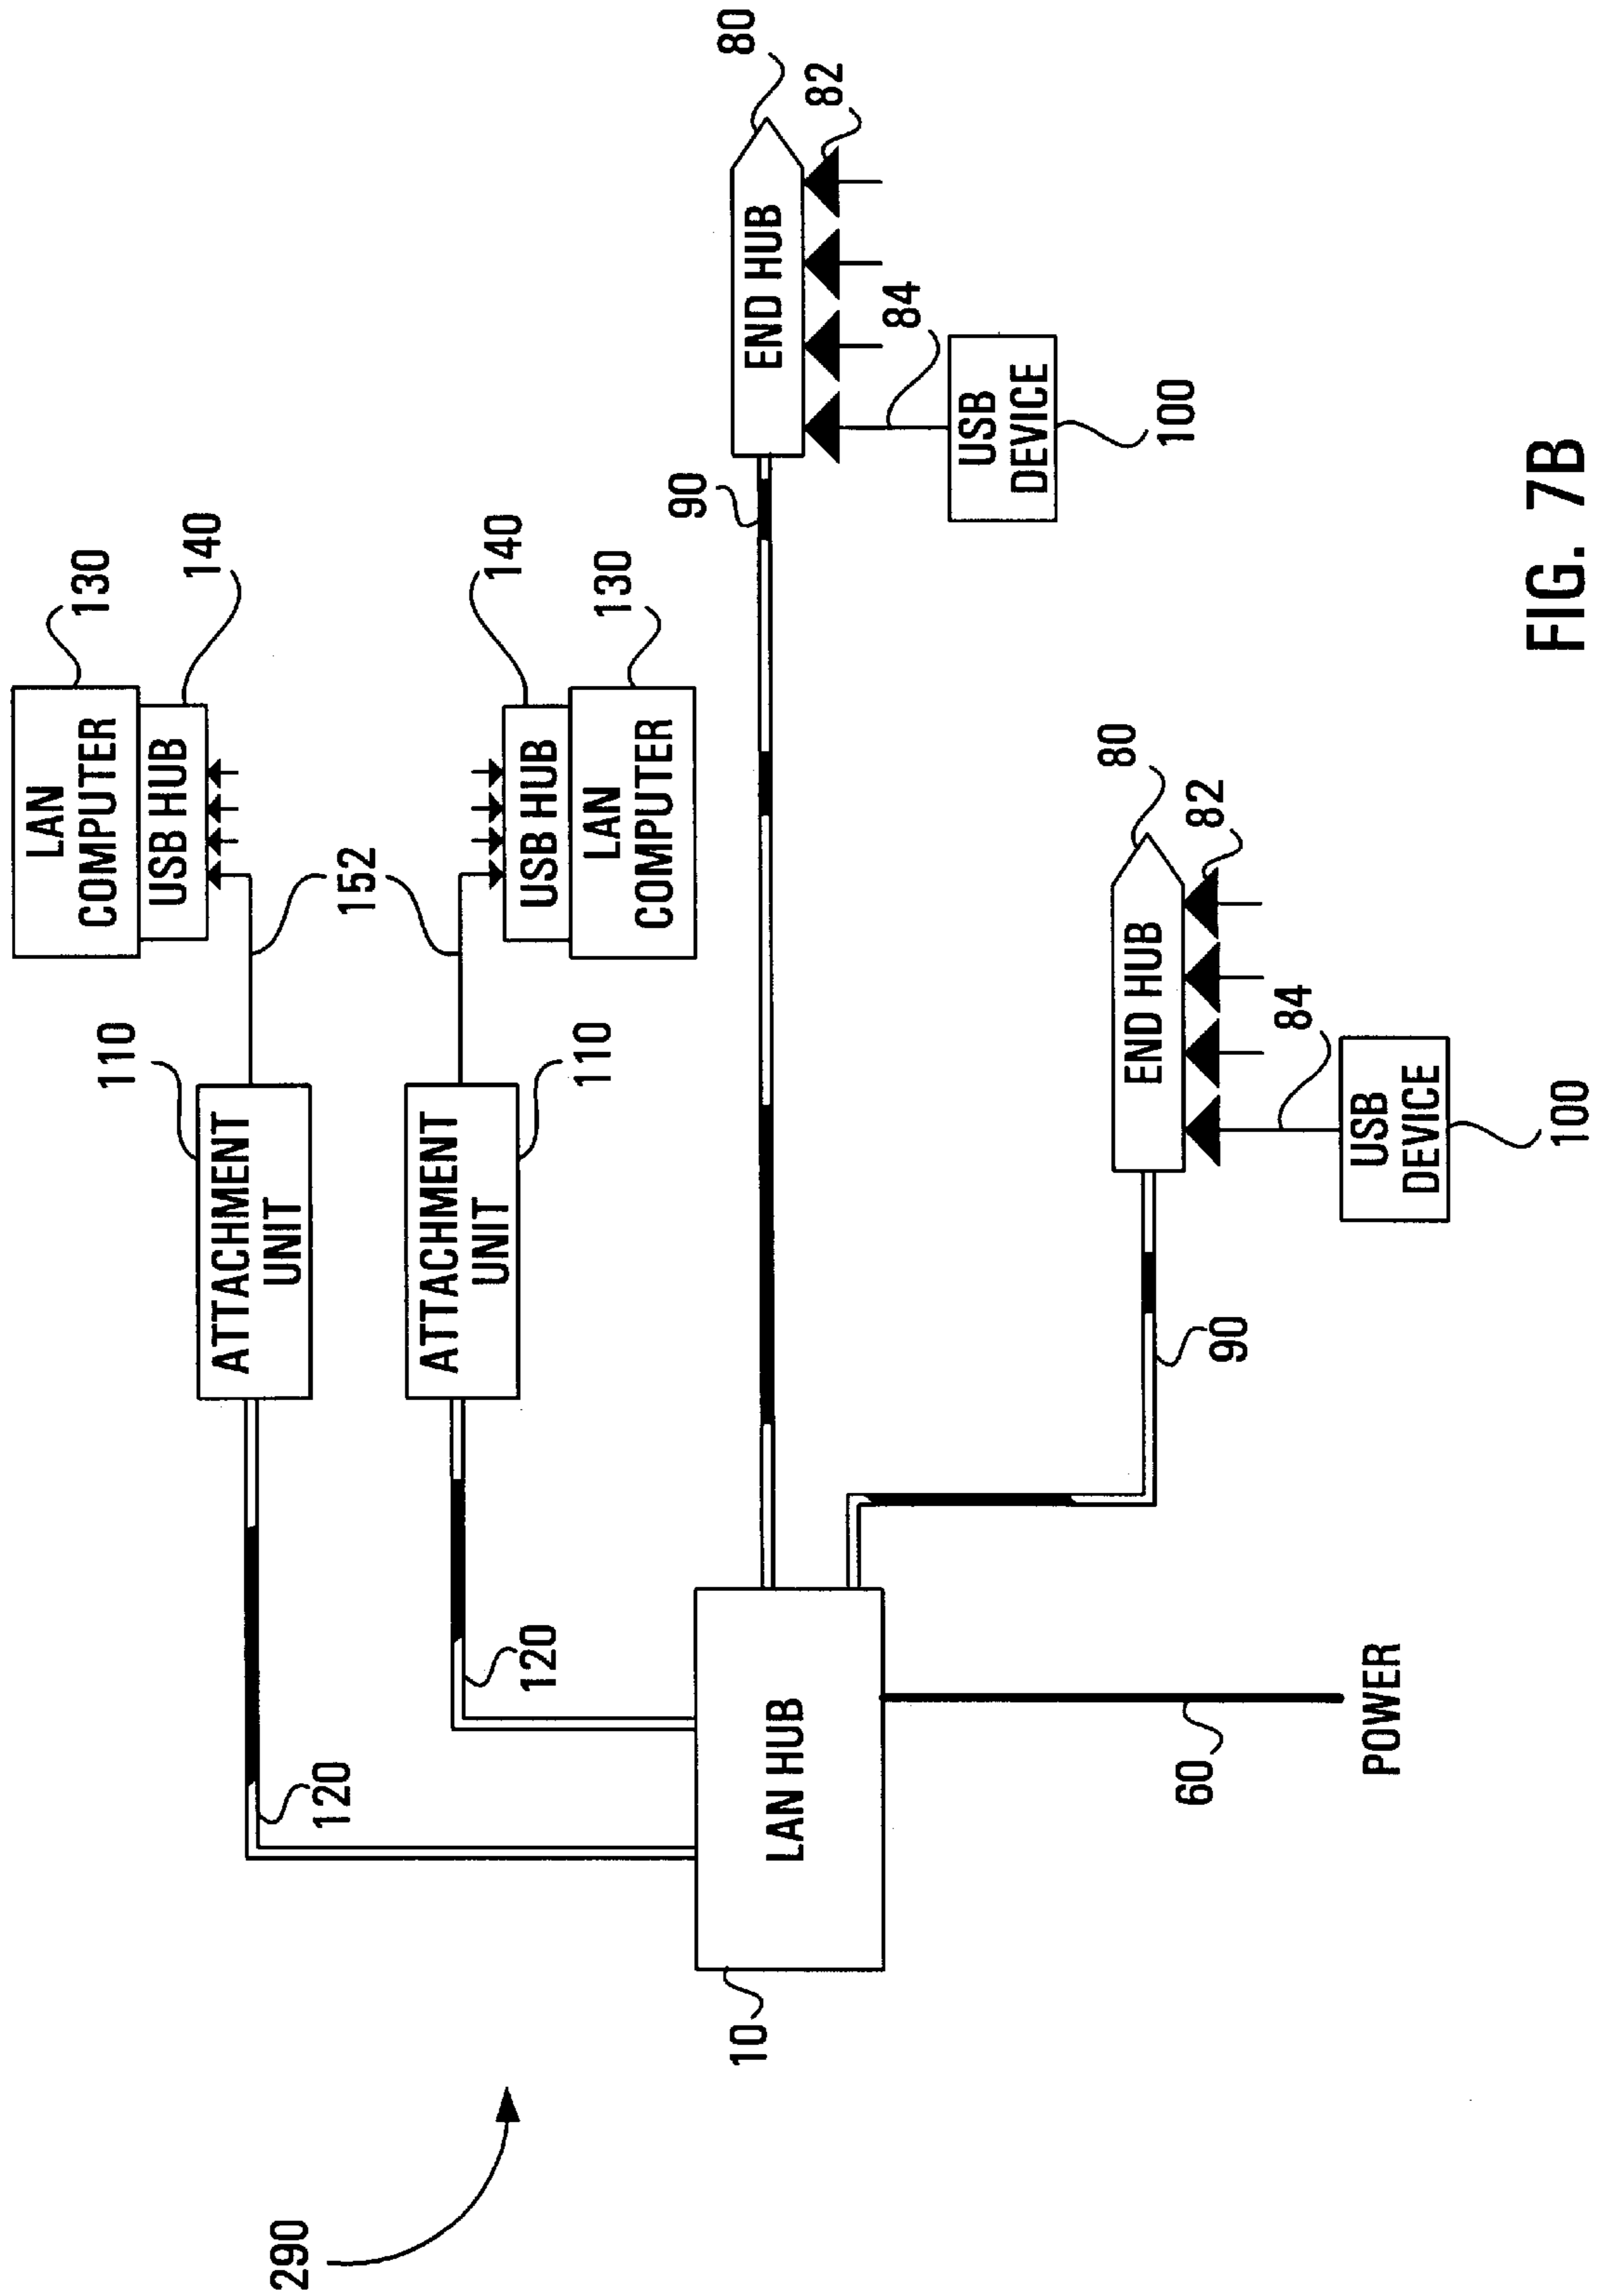 290
10
LAN HUB
60
POWER
120
120
ATTACHMENT
UNIT
110
ATTACHMENT
UNIT
110
152
LAN
COMPUTER
USB HUB
130
140
USB HUB
LAN
COMPUTER
140
130
90
END HUB
80
82
84
USB
DEVICE
100
90
END HUB
80
82
84
USB
DEVICE
100
FIG. 7B